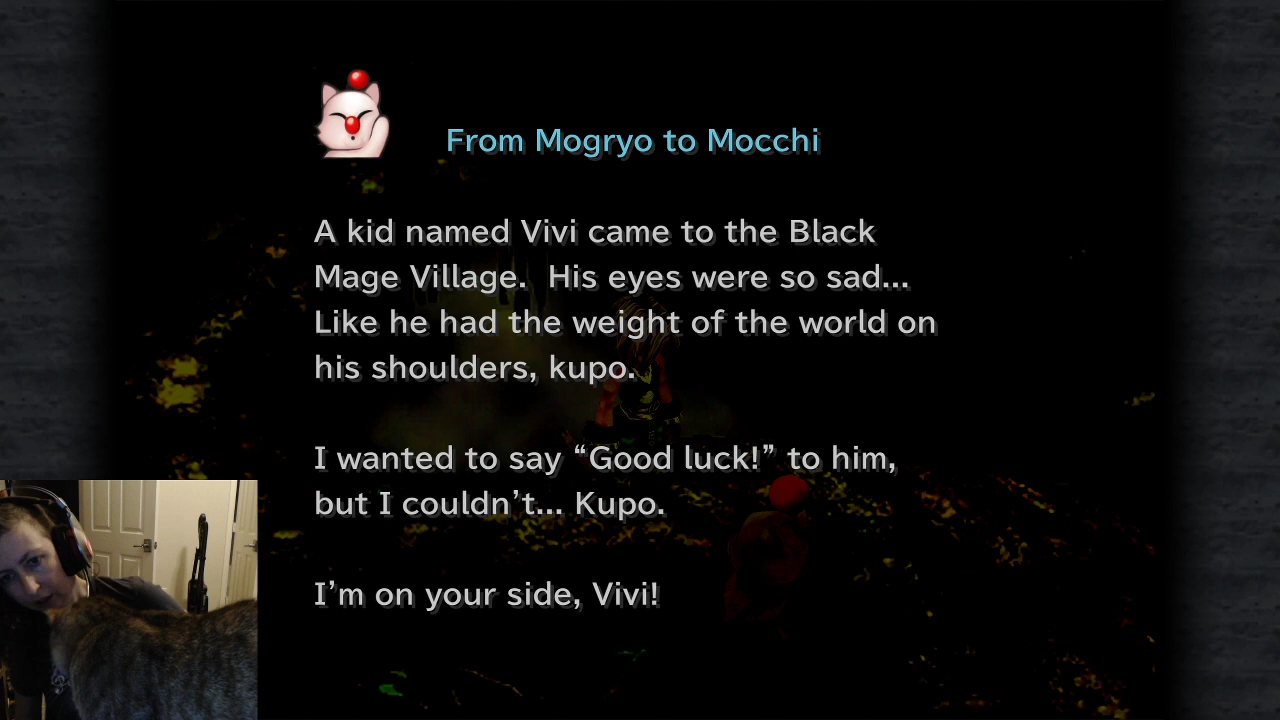 From Mogryo to Mocchi
A kid named Vivi came to the Black
Mage Village.  His eyes were so sad...
Like he had the weight of the world on
his shoulders, kupo.
I wanted to say “Good luck!” to him,
but I couldn’t... Kupo.
I’m on your side, Vivi!